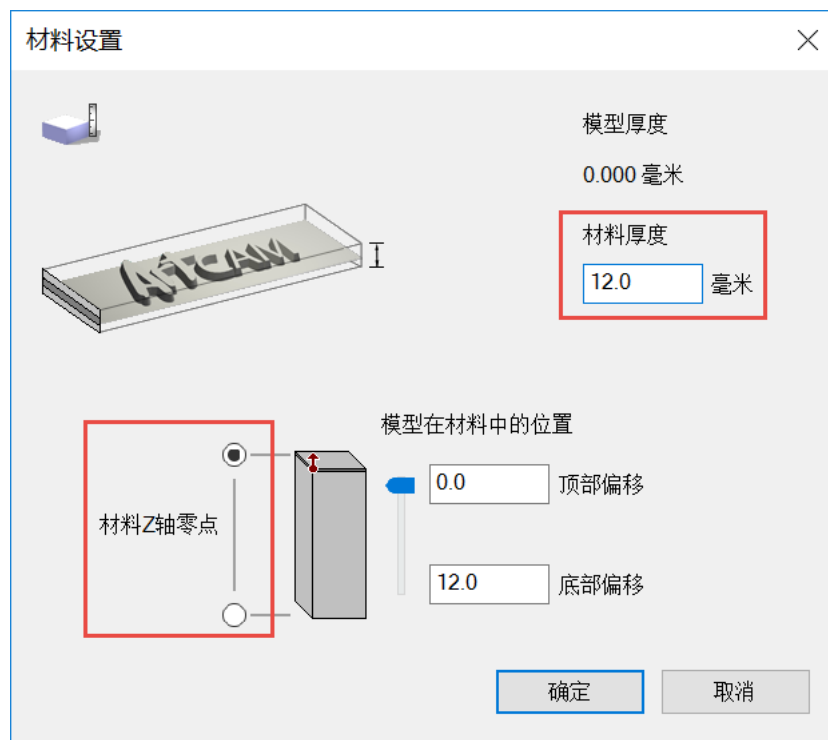 材料设置
模型厚度
0.000 毫米
材料厚度
12.0 毫米
ArtCAM
模型在材料中的位置
0.0 顶部偏移
材料Z轴零点
12.0 底部偏移
确定 取消